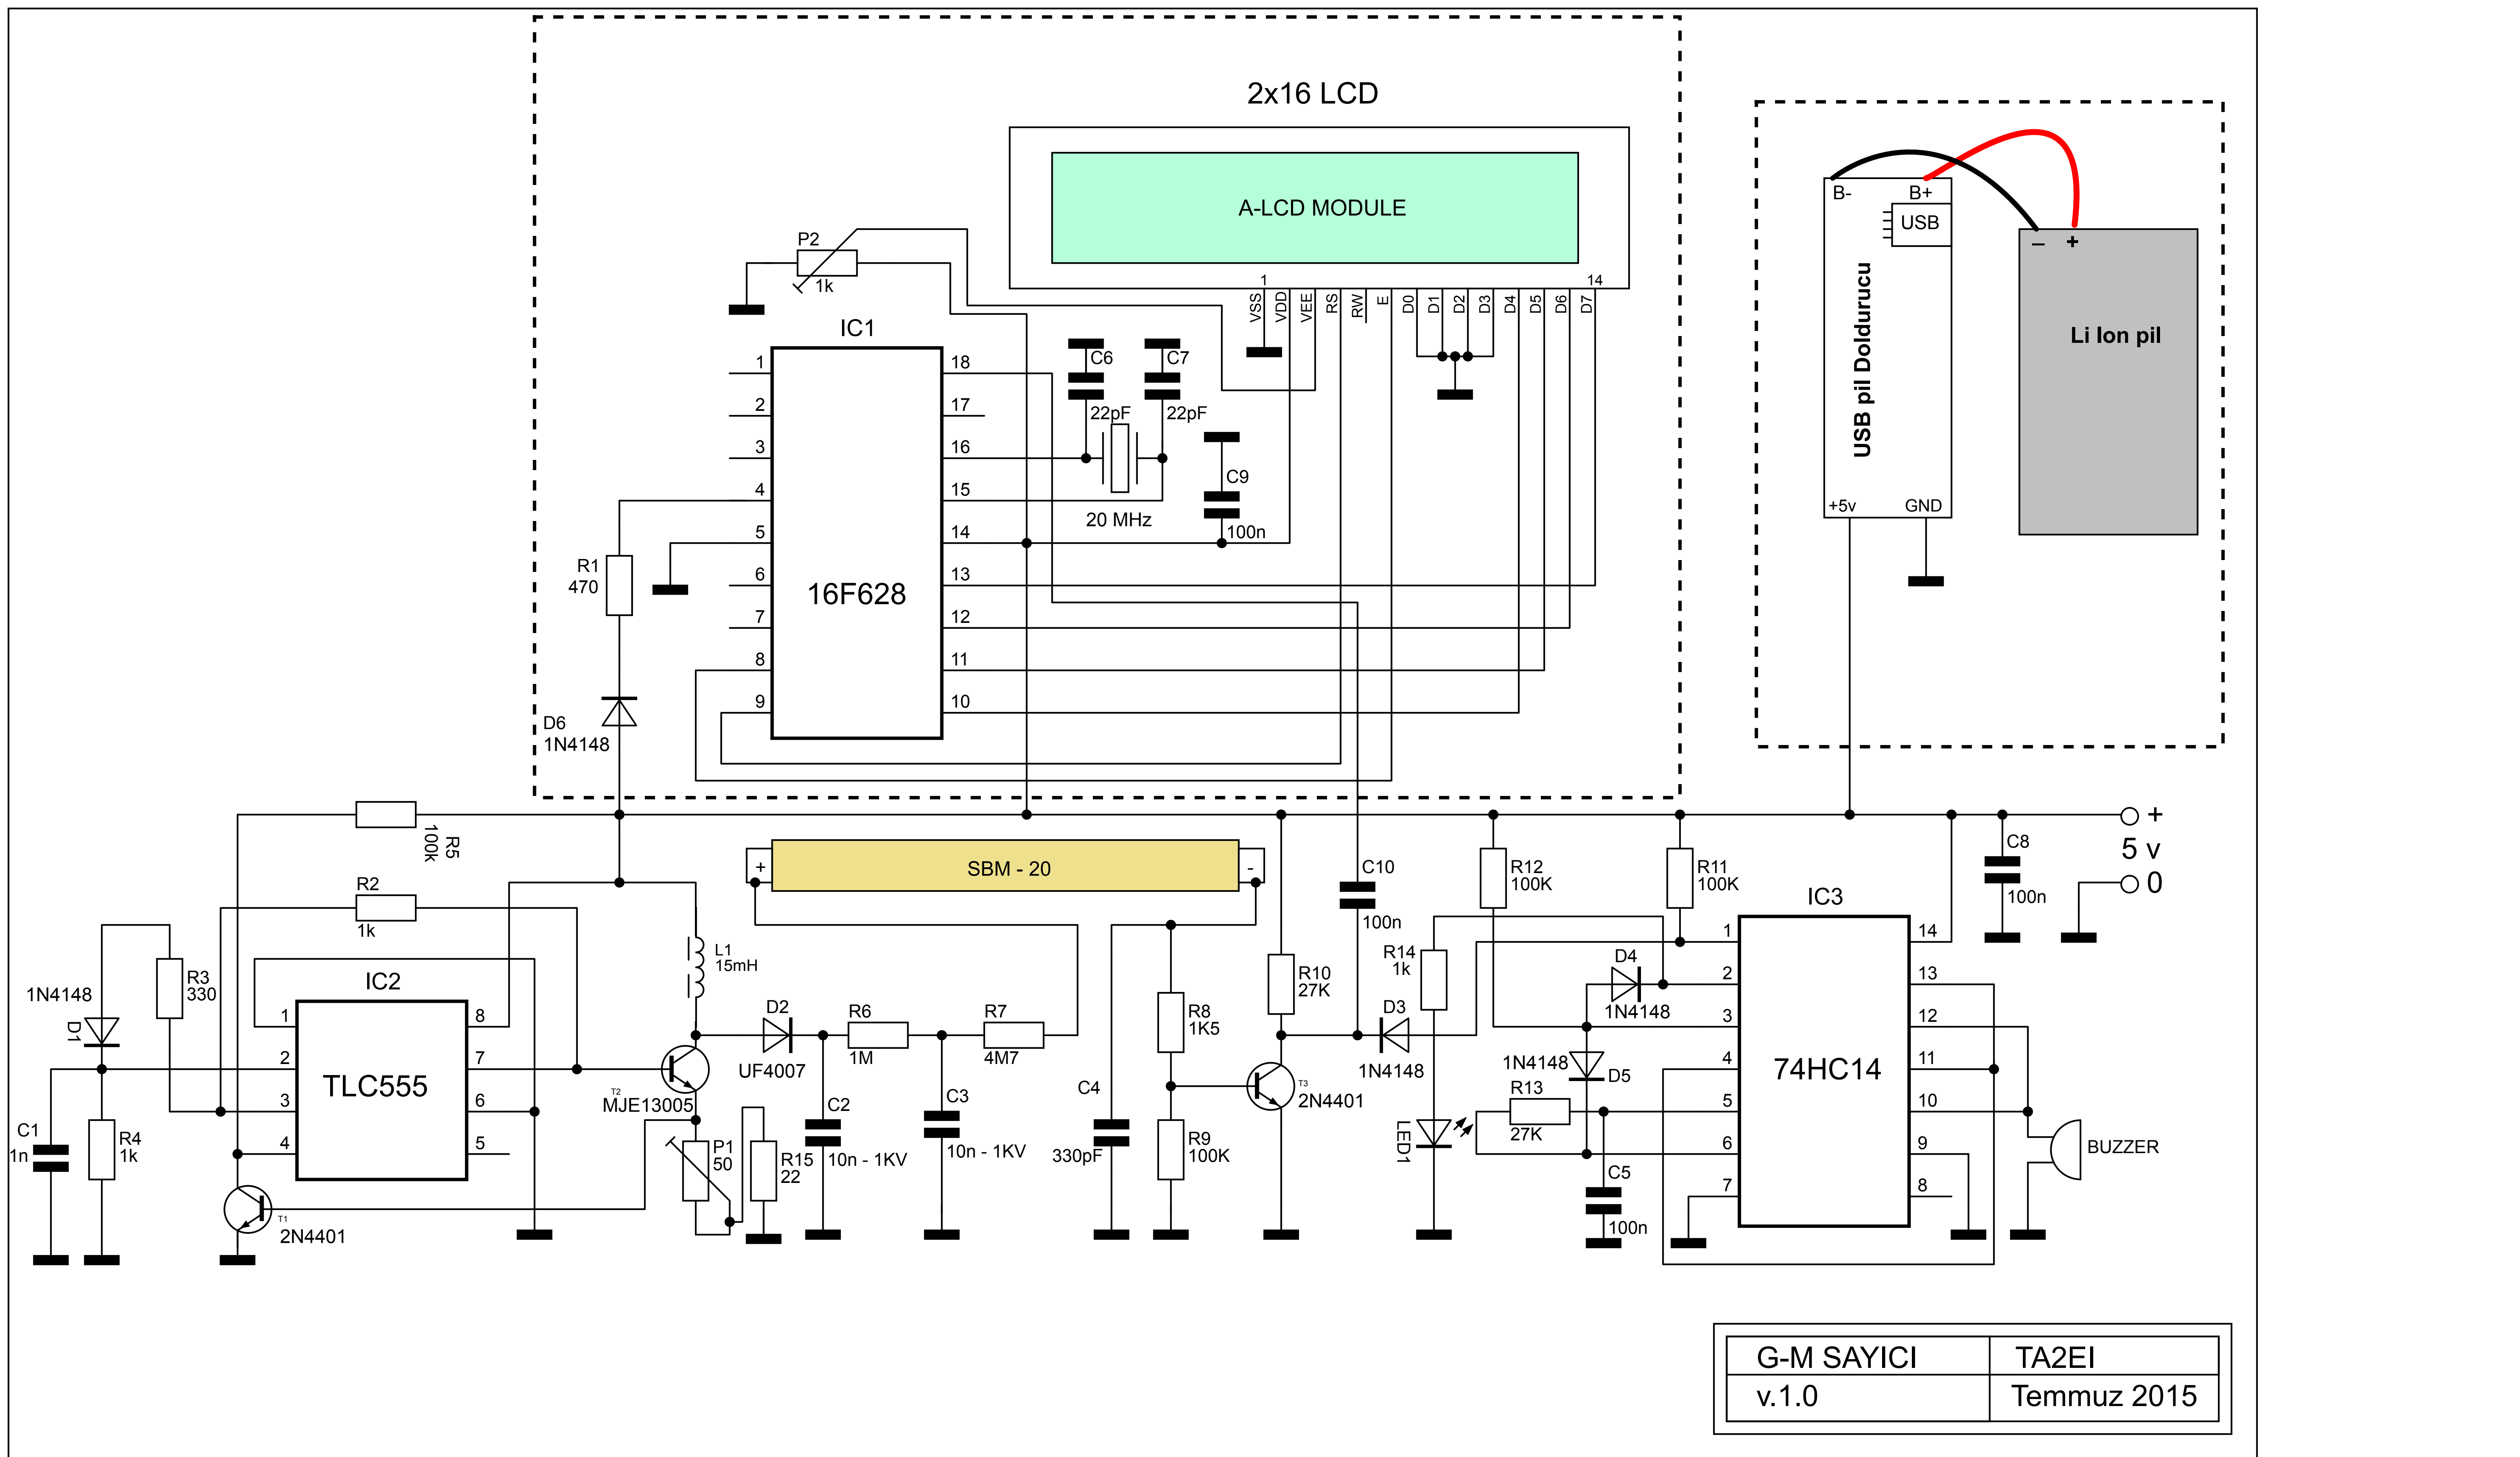 2x16 LCD
A-LCD MODULE
1
14
VSS
VDD
VEE
RS
RW
E
D0
D1
D2
D3
D4
D5
D6
D7
P2
1k
IC1
16F628
1
2
3
4
5
6
7
8
9
18
17
16
15
14
13
12
11
10
C6
22pF
C7
22pF
20 MHz
C9
100n
R1
470
D6
1N4148
B-
B+
USB
USB pil Doldurucu
+5v
GND
–
+
Li Ion pil
R5
100k
R2
1k
1N4148
D1
R3
330
IC2
TLC555
1
2
3
4
8
7
6
5
C1
1n
R4
1k
T1
2N4401
L1
15mH
T2
MJE13005
P1
50
R15
22
D2
UF4007
R6
1M
R7
4M7
C2
10n - 1KV
C3
10n - 1KV
+
SBM - 20
-
C4
330pF
R8
1K5
R9
100K
R10
27K
T3
2N4401
C10
100n
D3
1N4148
R14
1k
LED1
R12
100K
R11
100K
D4
1N4148
1N4148
D5
R13
27K
C5
100n
IC3
74HC14
1
2
3
4
5
6
7
14
13
12
11
10
9
8
C8
100n
+
5 v
0
BUZZER
G-M SAYICI
TA2EI
v.1.0
Temmuz 2015